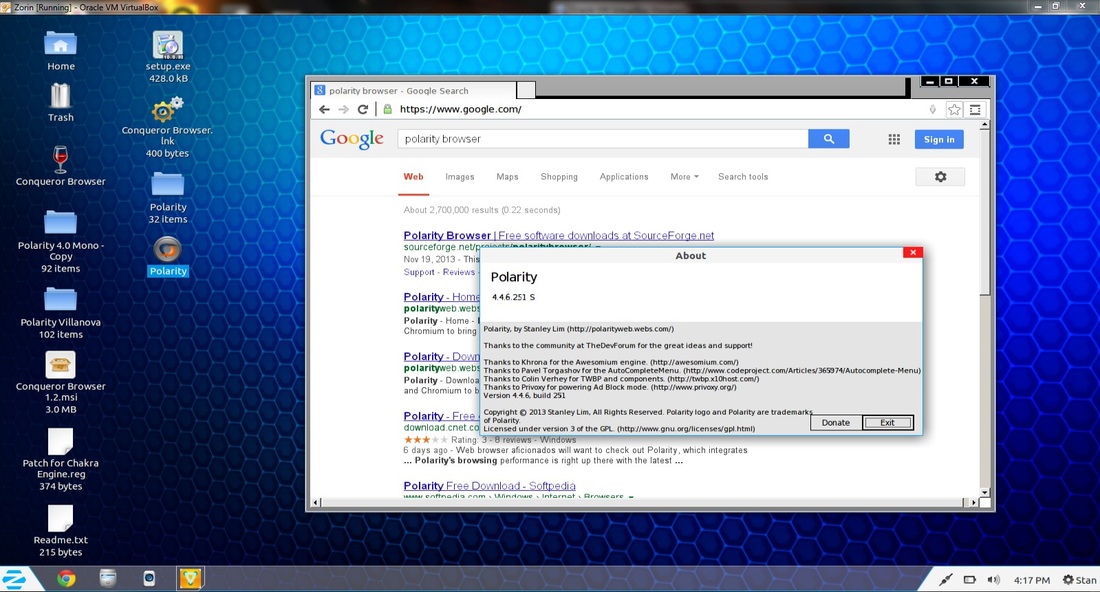 Zorin [Running] - Oracle VM VirtualBox
Home
Trash
Conqueror Browser
Polarity 4.0 Mono -
Copy
92 items
Polarity Villanova
102 items
Conqueror Browser
1.2.msi
3.0 MB
Patch for Chakra
Engine.reg
374 bytes
Readme.txt
215 bytes
setup.exe
428.0 kB
Conqueror Browser.
lnk
400 bytes
Polarity
32 items
Polarity
polarity browser - Google Search
https://www.google.com/
Google
polarity browser
Sign in
Web Images Maps Shopping Applications More Search tools
About 2,700,000 results (0.22 seconds)
Polarity Browser | Free software downloads at SourceForge.net
sourceforge.net/projects/polaritybrowser/
Nov 19, 2013 - This
Support - Reviews -
Polarity - Home
polarityweb.webs
Polarity - Home -
Chromium to bring
Polarity - Down
polarityweb.webs
Polarity - Downloa
and Chromium to b
Polarity - Free s
download.cnet.co
Rating: 3 - 8 reviews - Windows
6 days ago - Web browser aficionados will want to check out Polarity, which integrates
... Polarity's browsing performance is right up there with the latest ...
Polarity Free Download - Softpedia
www.softpedia.com › Windows › Internet › Browsers
About
Polarity
4.4.6.251 S
Polarity, by Stanley Lim (http://polarityweb.webs.com/)
Thanks to the community at TheDevForum for the great ideas and support!
Thanks to Khrona for the Awesomium engine. (http://awesomium.com/)
Thanks to Pavel Torgashov for the AutoCompleteMenu. (http://www.codeproject.com/Articles/365974/Autocomplete-Menu)
Thanks to Colin Verhey for TWBP and components. (http://twbp.x10host.com/)
Thanks to Privoxy for powering Ad Block mode. (http://www.privoxy.org/)
Version 4.4.6, build 251
Copyright © 2013 Stanley Lim, All Rights Reserved. Polarity logo and Polarity are trademarks
of Polarity.
Licensed under version 3 of the GPL. (http://www.gnu.org/licenses/gpl.html)
Donate
Exit
4:17 PM
Stan